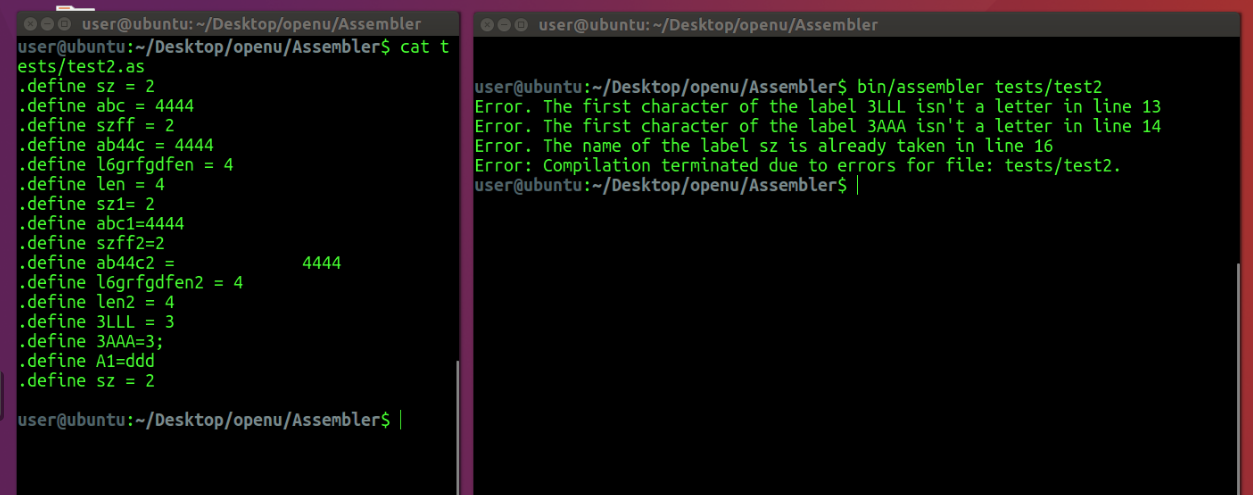 user@ubuntu: ~/Desktop/openu/Assembler
user@ubuntu:~/Desktop/openu/Assembler$ cat t
ests/test2.as
.define sz = 2
.define abc = 4444
.define szff = 2
.define ab44c = 4444
.define l6grfgdfen = 4
.define len = 4
.define sz1= 2
.define abc1=4444
.define szff2=2
.define ab44c2 =             4444
.define l6grfgdfen2 = 4
.define len2 = 4
.define 3LLL = 3
.define 3AAA=3;
.define A1=ddd
.define sz = 2
user@ubuntu:~/Desktop/openu/Assembler$
user@ubuntu: ~/Desktop/openu/Assembler
user@ubuntu:~/Desktop/openu/Assembler$ bin/assembler tests/test2
Error. The first character of the label 3LLL isn't a letter in line 13
Error. The first character of the label 3AAA isn't a letter in line 14
Error. The name of the label sz is already taken in line 16
Error: Compilation terminated due to errors for file: tests/test2.
user@ubuntu:~/Desktop/openu/Assembler$